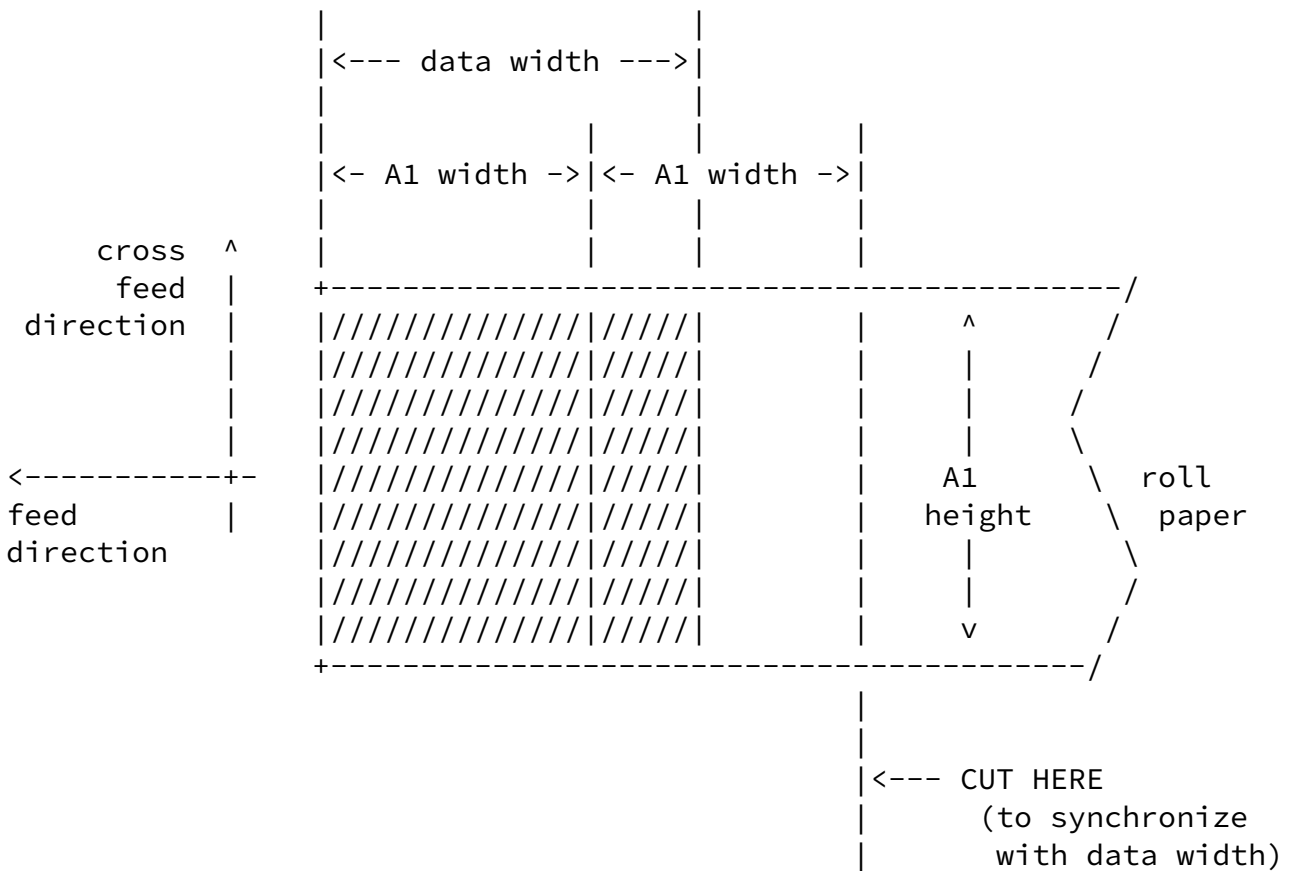 |<--- data width --->|
|<- A1 width ->|<- A1 width ->|
cross ^
feed |
direction |
^
<-----------+- A1 \ roll
feed | height \ paper
direction
v
|<--- CUT HERE
(to synchronize
with data width)